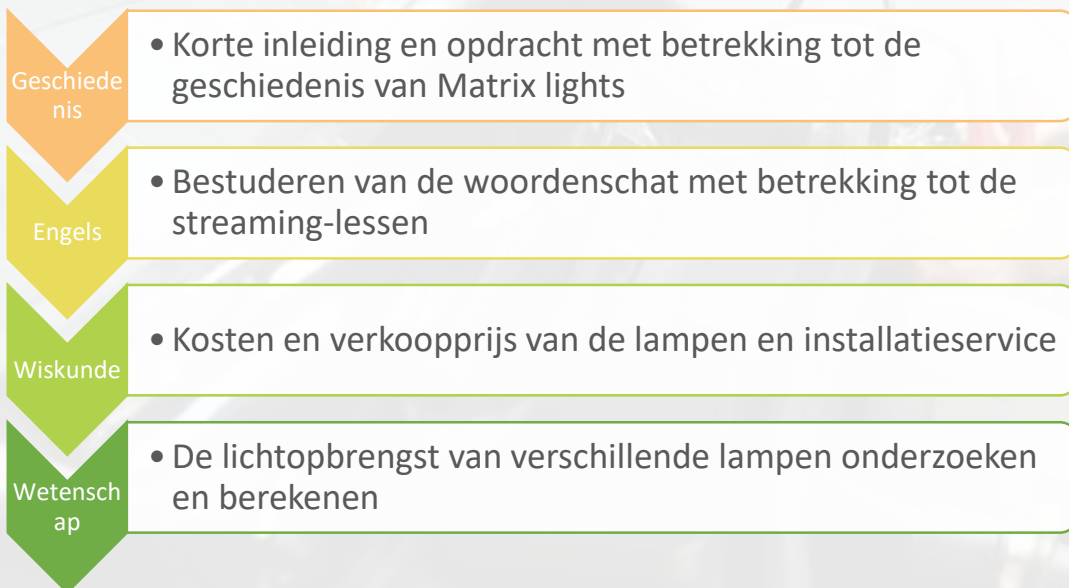 Geschiede
nis
• Korte inleiding en opdracht met betrekking tot de
geschiedenis van Matrix lights
Engels
• Bestuderen van de woordenschat met betrekking tot de
streaming-lessen
Wiskunde
• Kosten en verkoopprijs van de lampen en installatieservice
Wetensch
ap
• De lichtopbrengst van verschillende lampen onderzoeken
en berekenen